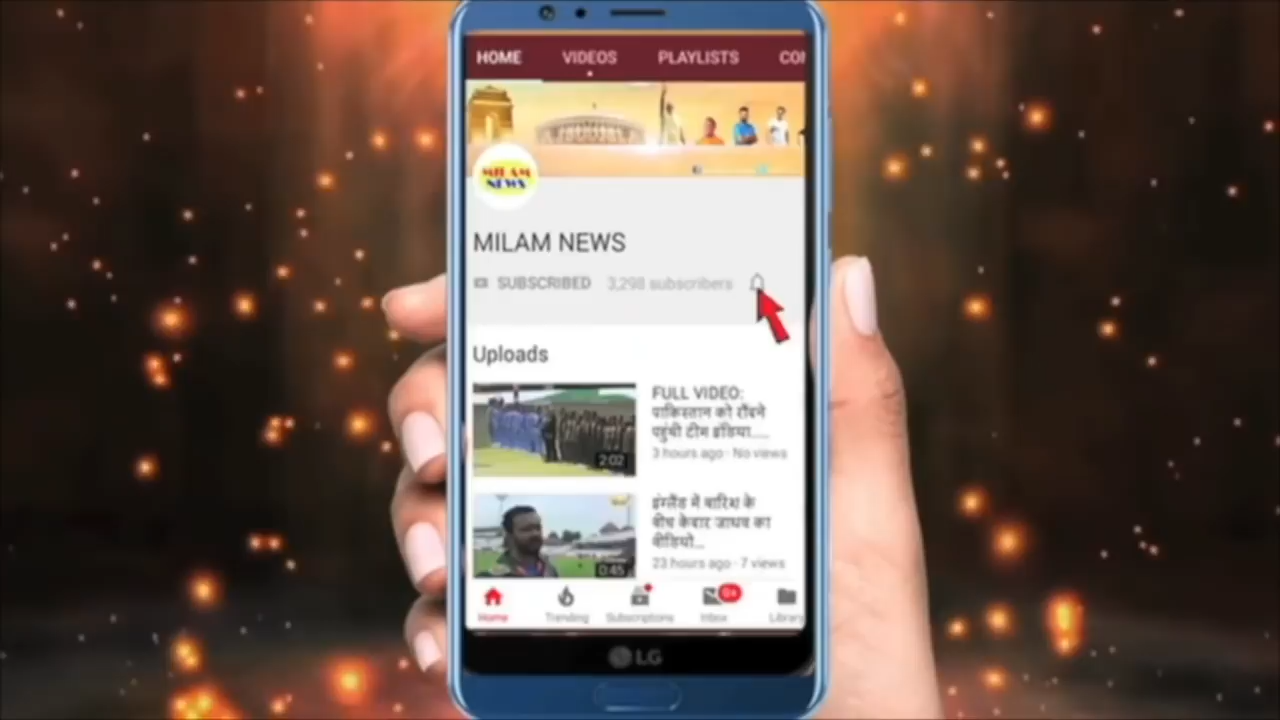 HOME VIDEOS PLAYLISTS
MILAM
NEWS
MILAM NEWS
SUBSCRIBED 3,298 subscribers
Uploads
FULL VIDEO:
पाकिस्तान को रौंदने
पहुंची टीम इंडिया.....
3 hours ago · No views
2:02
इंग्लैंड में बारिश के
बीच केदार जाधव का
वीडियो...
23 hours ago · 7 views
0:45
Home Trending Subscriptions Inbox Library
LG